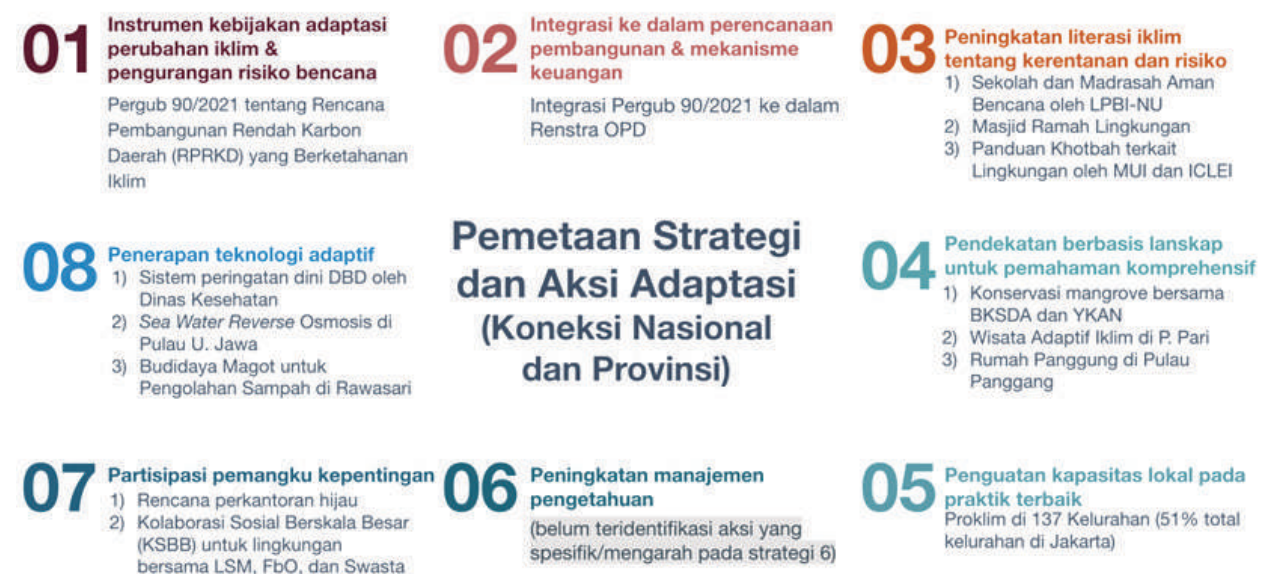 01
Instrumen kebijakan adaptasi
perubahan iklim &
pengurangan risiko bencana
Pergub 90/2021 tentang Rencana
Pembangunan Rendah Karbon
Daerah (RPRKD) yang Berketahanan
Iklim
02
Integrasi ke dalam perencanaan
pembangunan & mekanisme
keuangan
Integrasi Pergub 90/2021 ke dalam
Renstra OPD
03
Peningkatan literasi iklim
tentang kerentanan dan risiko
1) Sekolah dan Madrasah Aman
Bencana oleh LPBI-NU
2) Masjid Ramah Lingkungan
3) Panduan Khotbah terkait
Lingkungan oleh MUI dan ICLEI
08
Penerapan teknologi adaptif
1) Sistem peringatan dini DBD oleh
Dinas Kesehatan
2) Sea Water Reverse Osmosis di
Pulau U. Jawa
3) Budidaya Magot untuk
Pengolahan Sampah di Rawasari
Pemetaan Strategi
dan Aksi Adaptasi
(Koneksi Nasional
dan Provinsi)
04
Pendekatan berbasis lanskap
untuk pemahaman komprehensif
1) Konservasi mangrove bersama
BKSDA dan YKAN
2) Wisata Adaptif Iklim di P. Pari
3) Rumah Panggung di Pulau
Panggang
07
Partisipasi pemangku kepentingan
1) Rencana perkantoran hijau
2) Kolaborasi Sosial Berskala Besar
(KSBB) untuk lingkungan
bersama LSM, FbO, dan Swasta
06
Peningkatan manajemen
pengetahuan
(belum teridentifikasi aksi yang
spesifik/mengarah pada strategi 6)
05
Penguatan kapasitas lokal pada
praktik terbaik
Proklim di 137 Kelurahan (51% total
kelurahan di Jakarta)